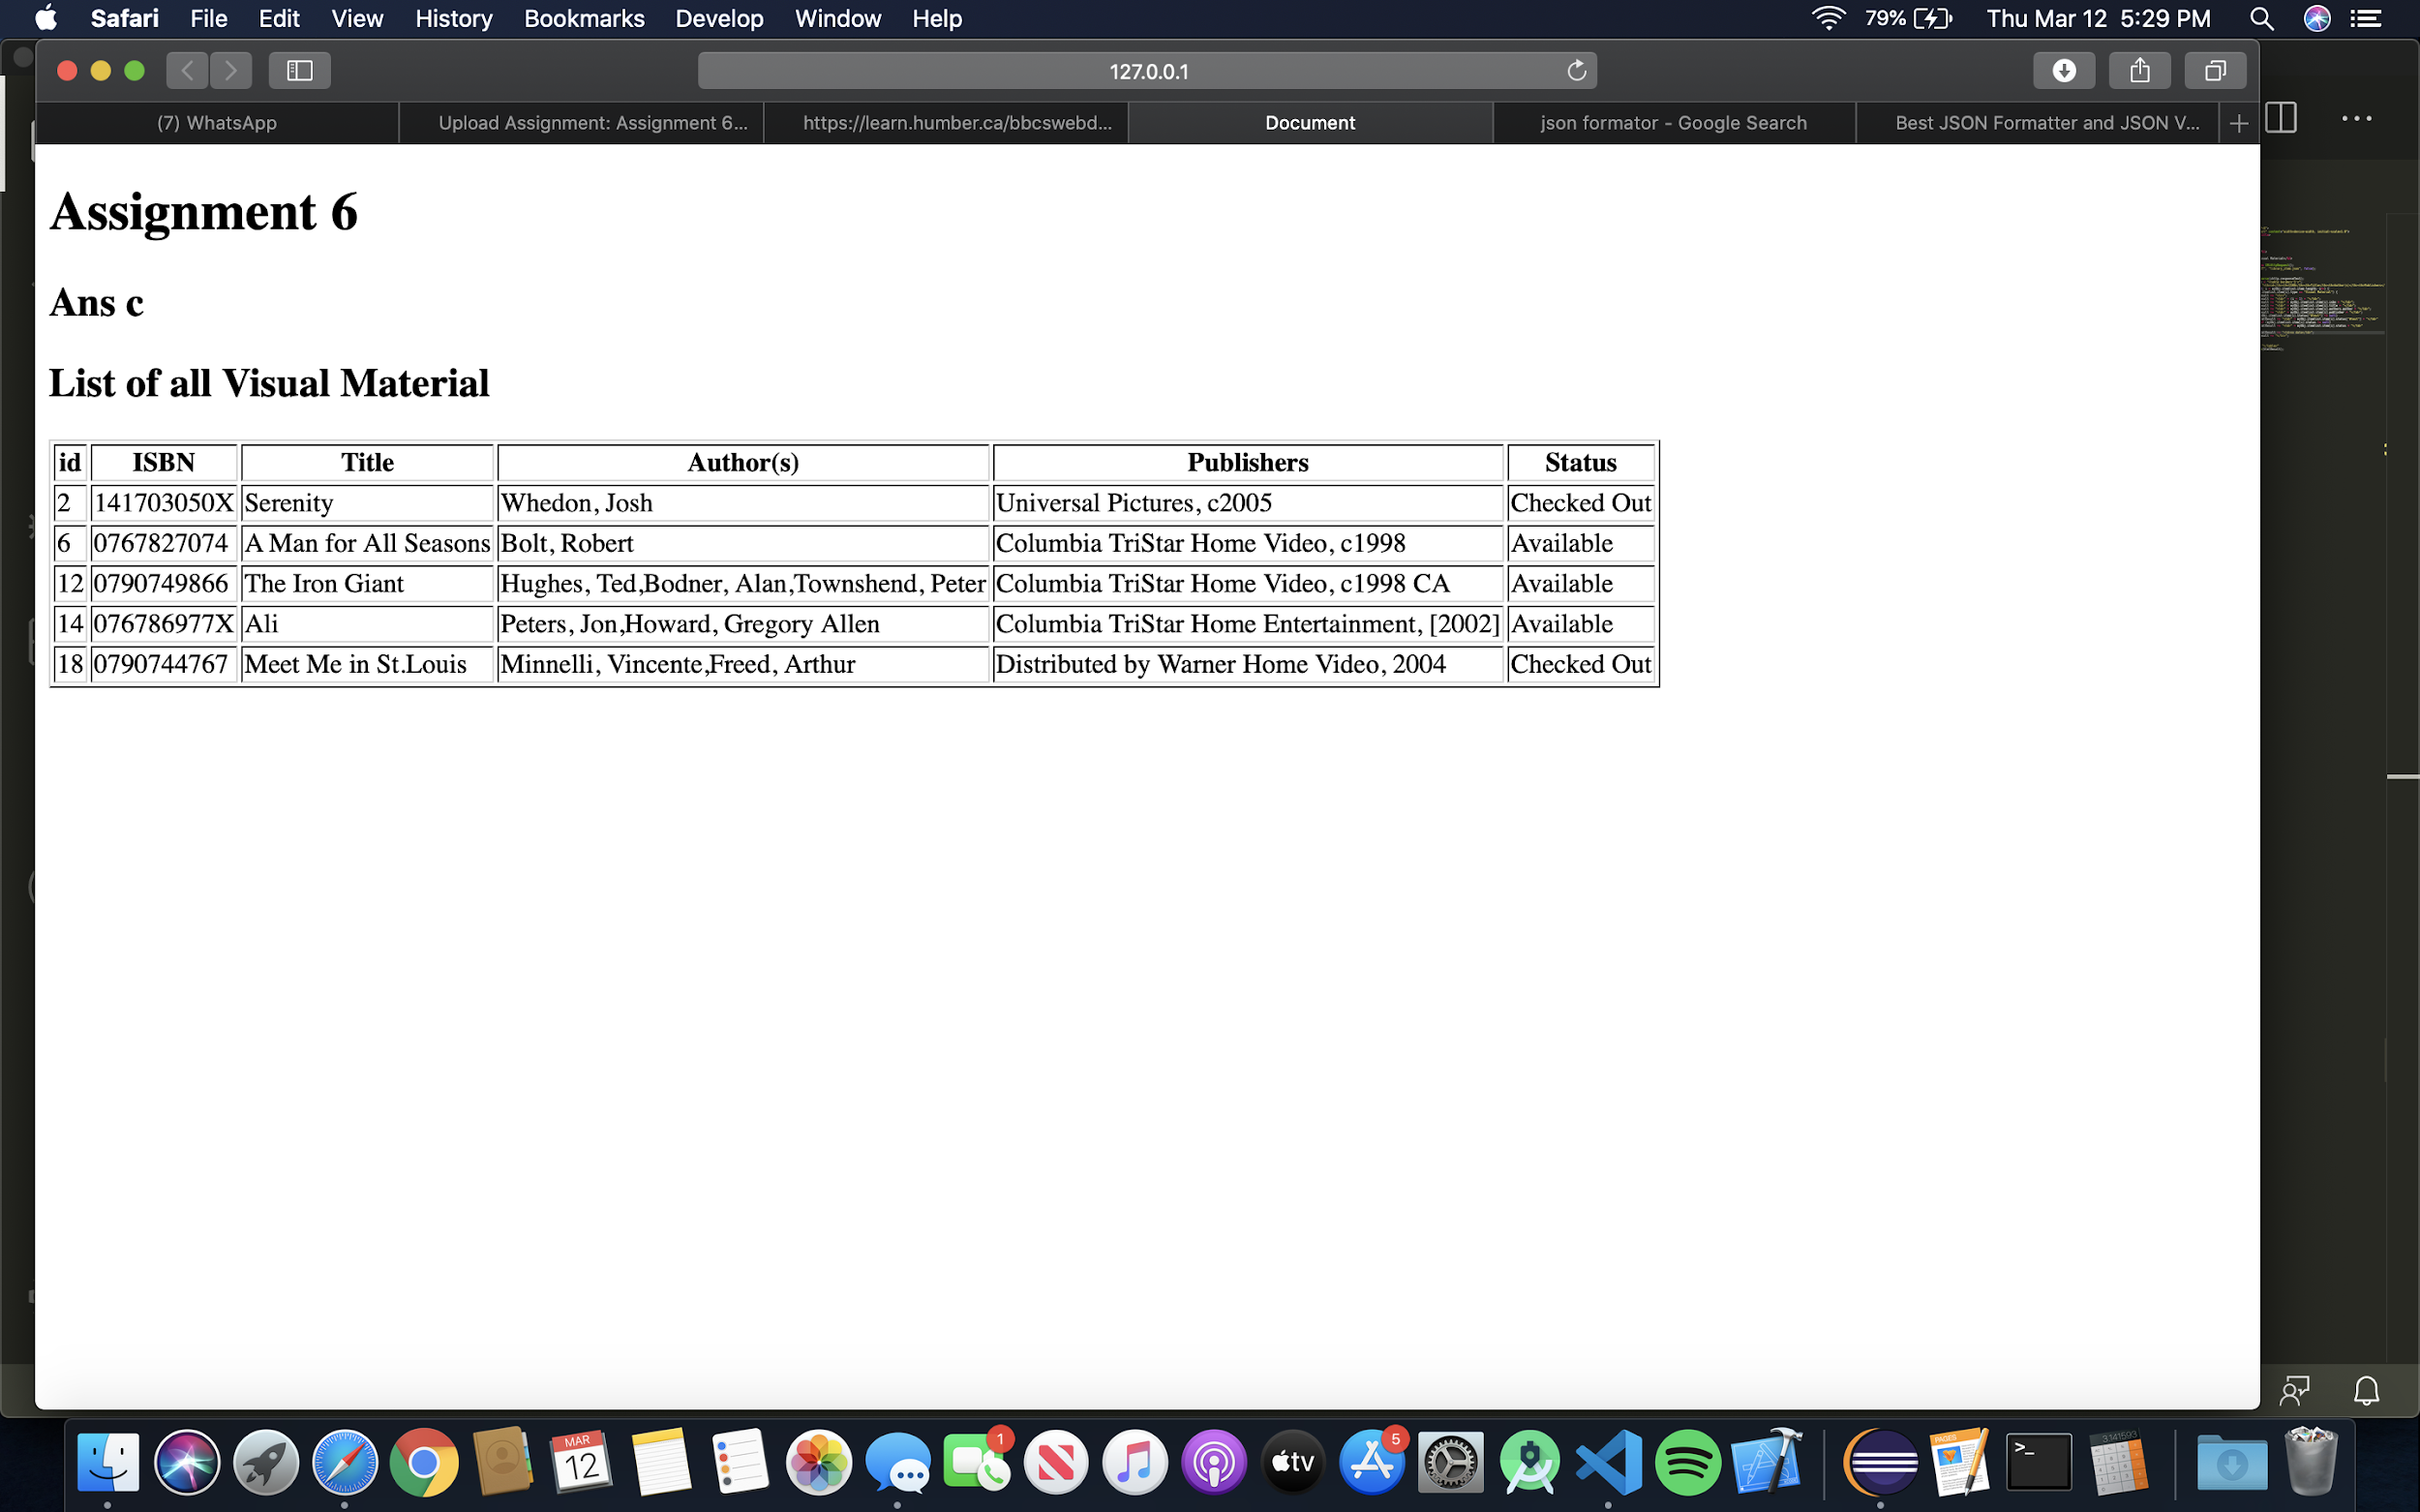 Safari File Edit View History Bookmarks Develop Window Help 79% Thu Mar 12 5:29 PM
127.0.0.1
(7) WhatsApp Upload Assignment: Assignment 6... https://learn.humber.ca/bbcswebd... Document json formator - Google Search Best JSON Formatter and JSON V...
Assignment 6
Ans c
List of all Visual Material
id ISBN Title Author(s) Publishers Status
2 141703050X Serenity Whedon, Josh Universal Pictures, c2005 Checked Out
6 0767827074 A Man for All Seasons Bolt, Robert Columbia TriStar Home Video, c1998 Available
12 0790749866 The Iron Giant Hughes, Ted,Bodner, Alan,Townshend, Peter Columbia TriStar Home Video, c1998 CA Available
14 076786977X Ali Peters, Jon,Howard, Gregory Allen Columbia TriStar Home Entertainment, [2002] Available
18 0790744767 Meet Me in St.Louis Minnelli, Vincente,Freed, Arthur Distributed by Warner Home Video, 2004 Checked Out
MAR
12
1
tv
5
PAGES
>_
3.141593